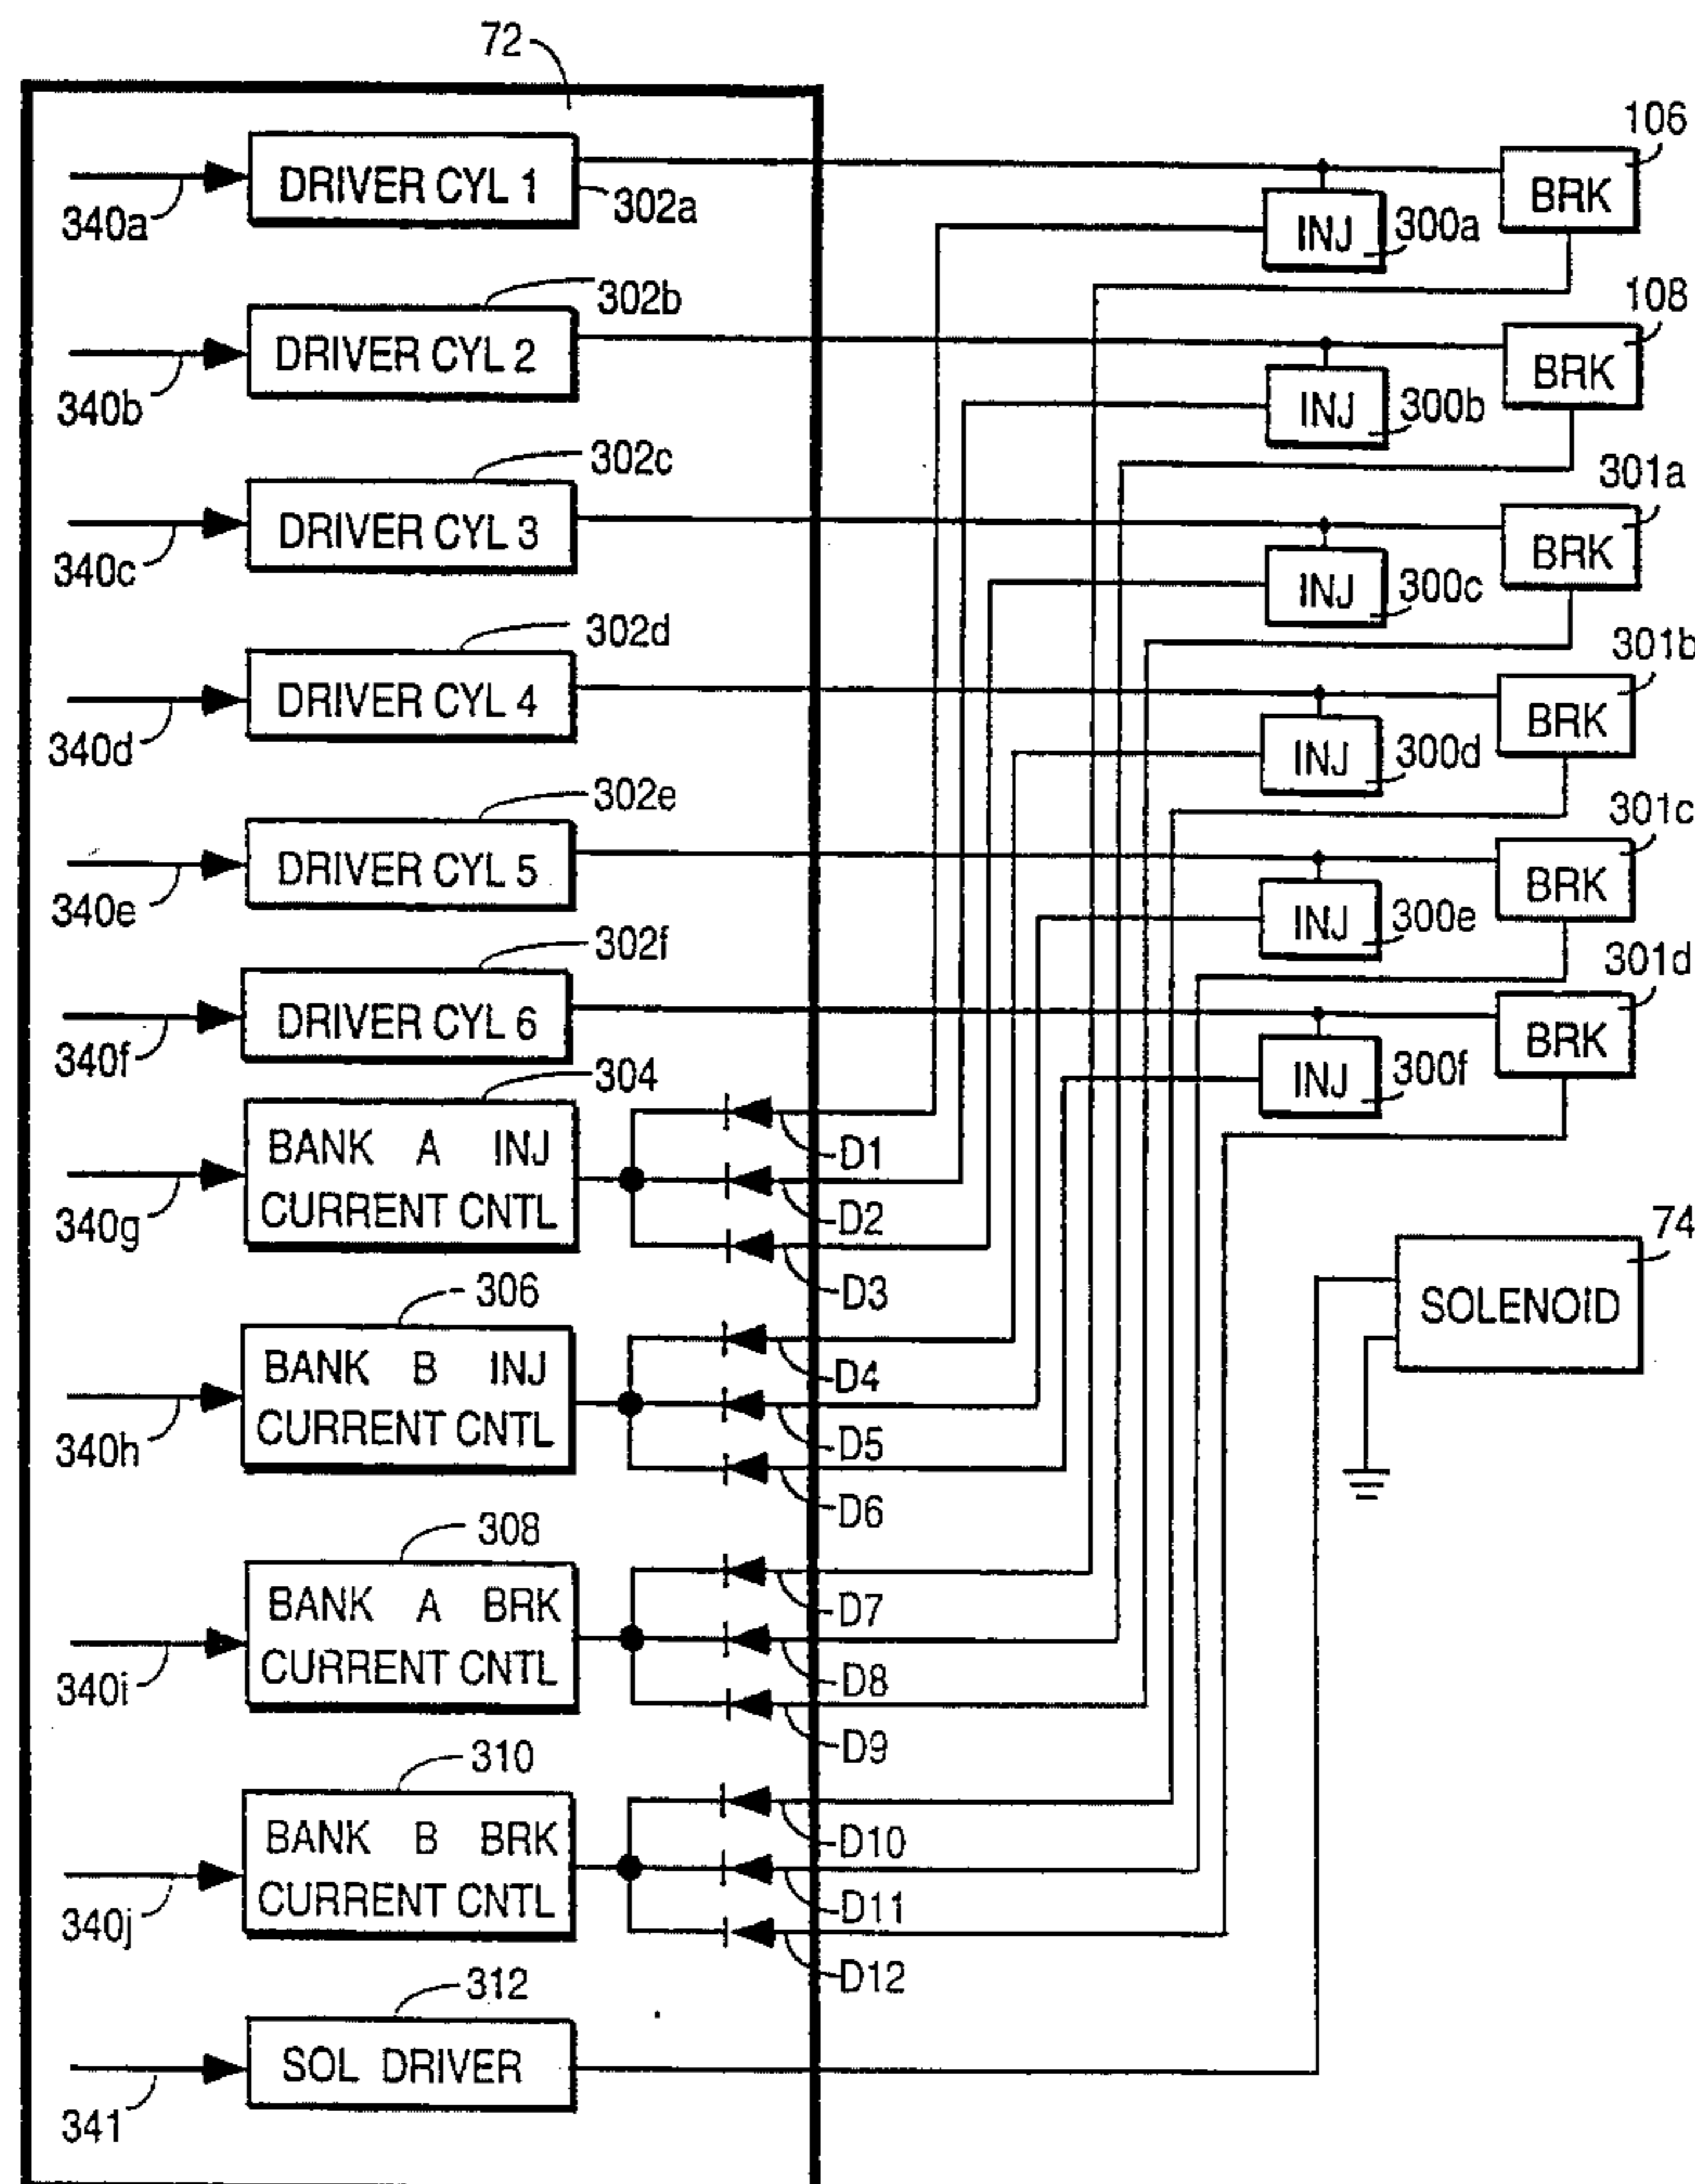 72
106
DRIVER CYL 1
BRK
340a
302a
INJ
300a
302b
108
DRIVER CYL 2
BRK
340b
INJ
300b
302c
301a
DRIVER CYL 3
BRK
340c
INJ
300c
302d
301b
DRIVER CYL 4
BRK
340d
INJ
300d
302e
301c
DRIVER CYL 5
BRK
340e
INJ
300e
302f
301d
DRIVER CYL 6
BRK
340f
304
INJ
300f
BANK A INJ
CURRENT CNTL
340g
D1
D2
D3
74
SOLENOID
306
BANK B INJ
CURRENT CNTL
340h
D4
D5
D6
308
BANK A BRK
CURRENT CNTL
340i
D7
D8
D9
310
BANK B BRK
CURRENT CNTL
340j
D10
D11
D12
312
SOL DRIVER
341